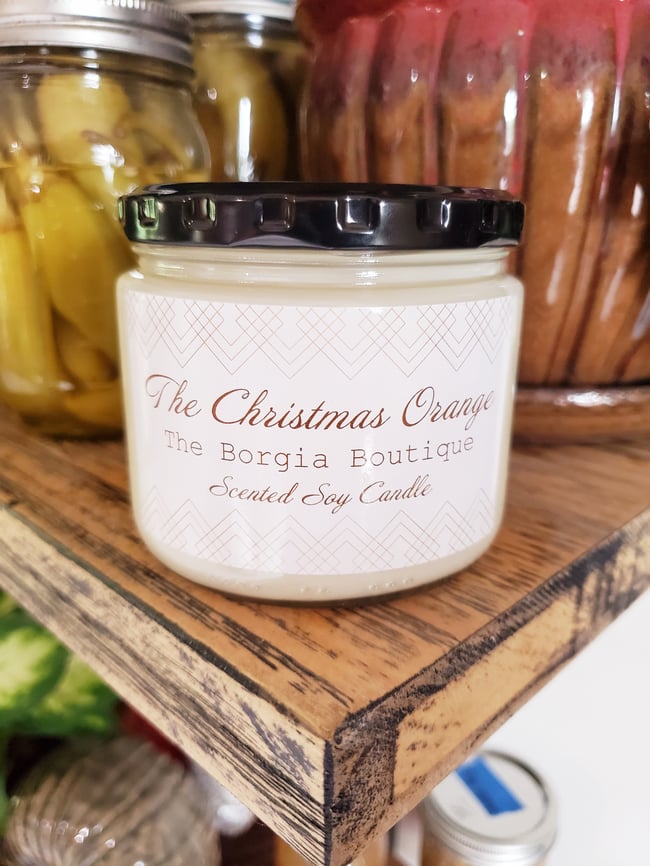 The Christmas Orange
The Borgia Boutique
Scented Soy Candle